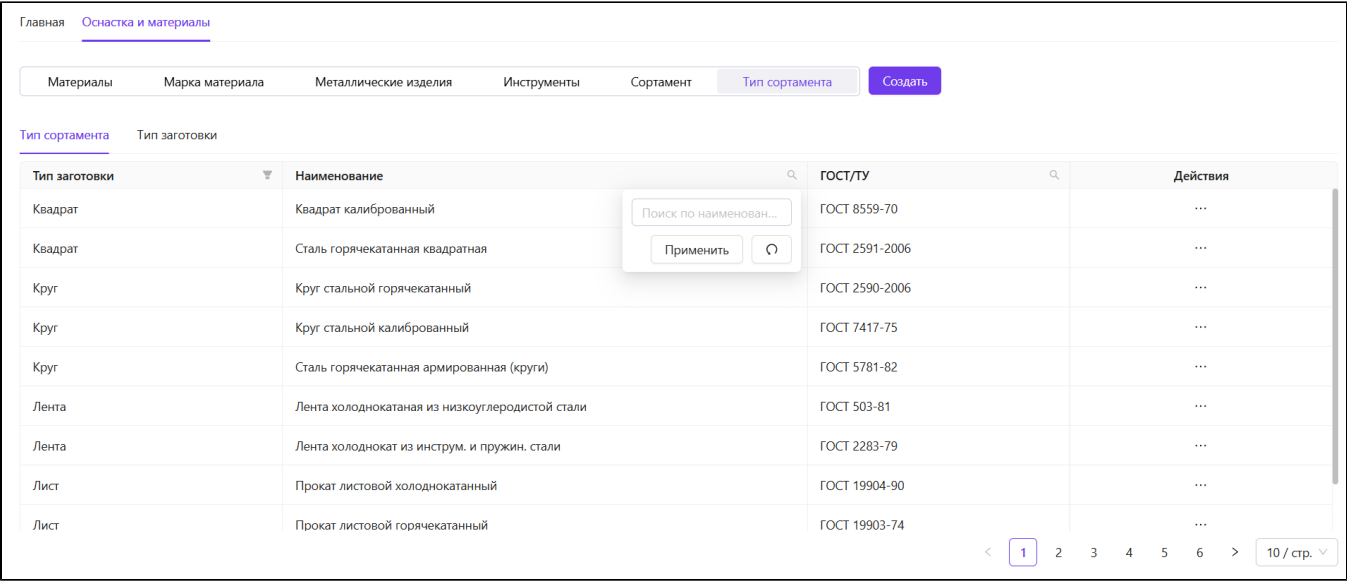 Главная Оснастка и материалы
Материалы Марка материала Металлические изделия Инструменты Сортамент Тип сортамента Создать
Тип сортамента Тип заготовки
Тип заготовки Наименование ГОСТ/ТУ Действия
Квадрат Квадрат калиброванный ГОСТ 8559-70 ...
Поиск по наименован...
Квадрат Сталь горячекатанная квадратная ГОСТ 2591-2006 ...
Применить
Круг Круг стальной горячекатанный ГОСТ 2590-2006 ...
Круг Круг стальной калиброванный ГОСТ 7417-75 ...
Круг Сталь горячекатанная армированная (круги) ГОСТ 5781-82 ...
Лента Лента холоднокатаная из низкоуглеродистой стали ГОСТ 503-81 ...
Лента Лента холоднокат из инструм. и пружин. стали ГОСТ 2283-79 ...
Лист Прокат листовой холоднокатанный ГОСТ 19904-90 ...
Лист Прокат листовой горячекатанный ГОСТ 19903-74 ...
< 1 2 3 4 5 6 > 10 / стр.